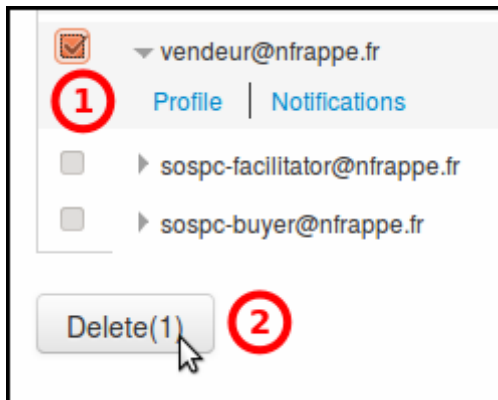 vendeur@nfrappe.fr
1 Profile | Notifications
sospc-facilitator@nfrappe.fr
sospc-buyer@nfrappe.fr
Delete(1) 2